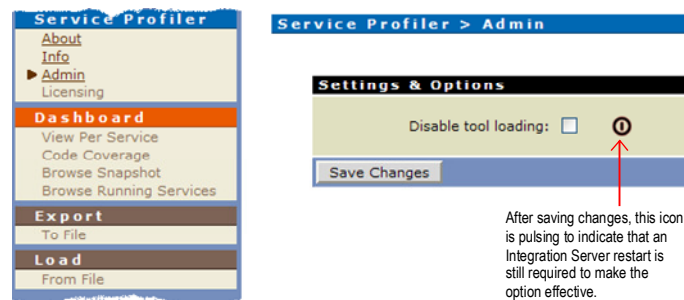 Service Profiler
About
Info
Admin
Licensing
Dashboard
View Per Service
Code Coverage
Browse Snapshot
Browse Running Services
Export
To File
Load
From File
Service Profiler > Admin
Settings & Options
Disable tool loading:
Save Changes
After saving changes, this icon
is pulsing to indicate that an
Integration Server restart is
still required to make the
option effective.